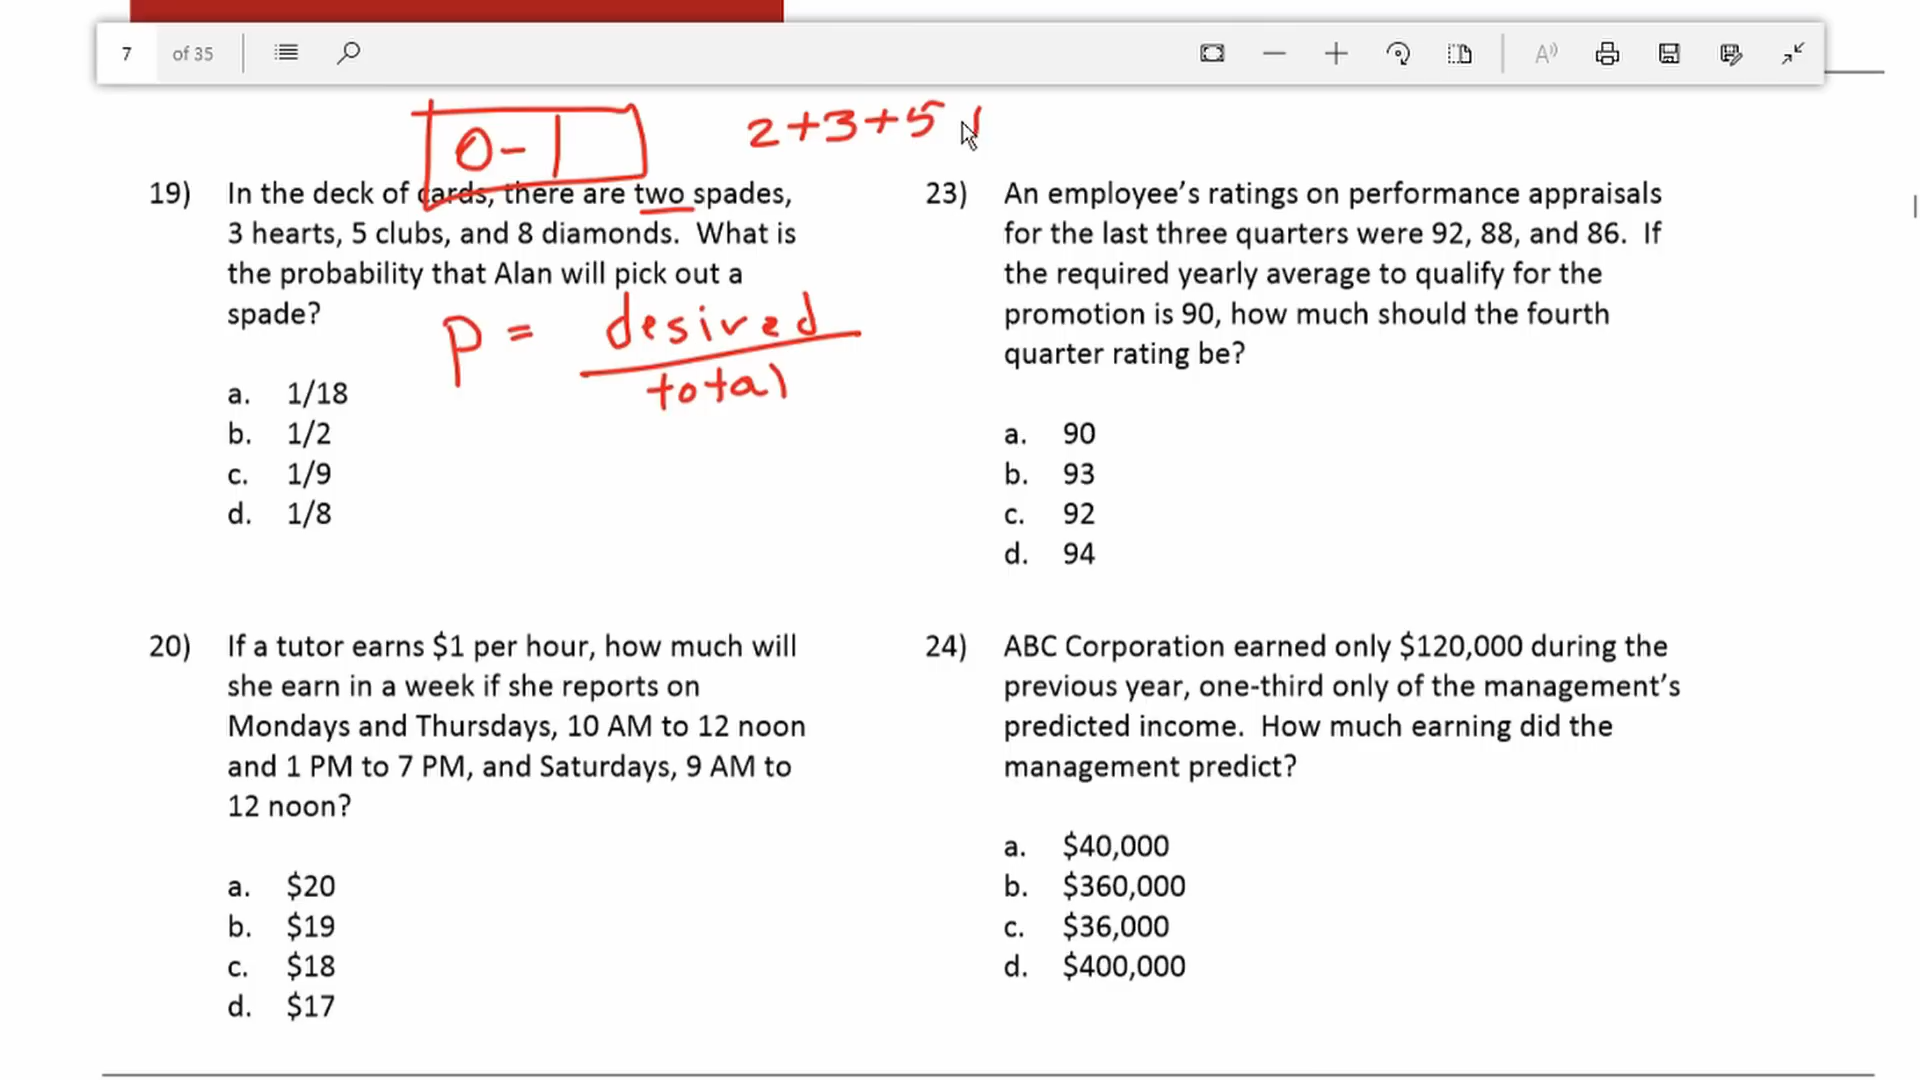 7 of 35
0-1
2+3+5
19) In the deck of cards, there are two spades,
3 hearts, 5 clubs, and 8 diamonds. What is
the probability that Alan will pick out a
spade?
P = desired
total
a. 1/18
b. 1/2
c. 1/9
d. 1/8
20) If a tutor earns $1 per hour, how much will
she earn in a week if she reports on
Mondays and Thursdays, 10 AM to 12 noon
and 1 PM to 7 PM, and Saturdays, 9 AM to
12 noon?
a. $20
b. $19
c. $18
d. $17
23) An employee’s ratings on performance appraisals
for the last three quarters were 92, 88, and 86. If
the required yearly average to qualify for the
promotion is 90, how much should the fourth
quarter rating be?
a. 90
b. 93
c. 92
d. 94
24) ABC Corporation earned only $120,000 during the
previous year, one-third only of the management’s
predicted income. How much earning did the
management predict?
a. $40,000
b. $360,000
c. $36,000
d. $400,000